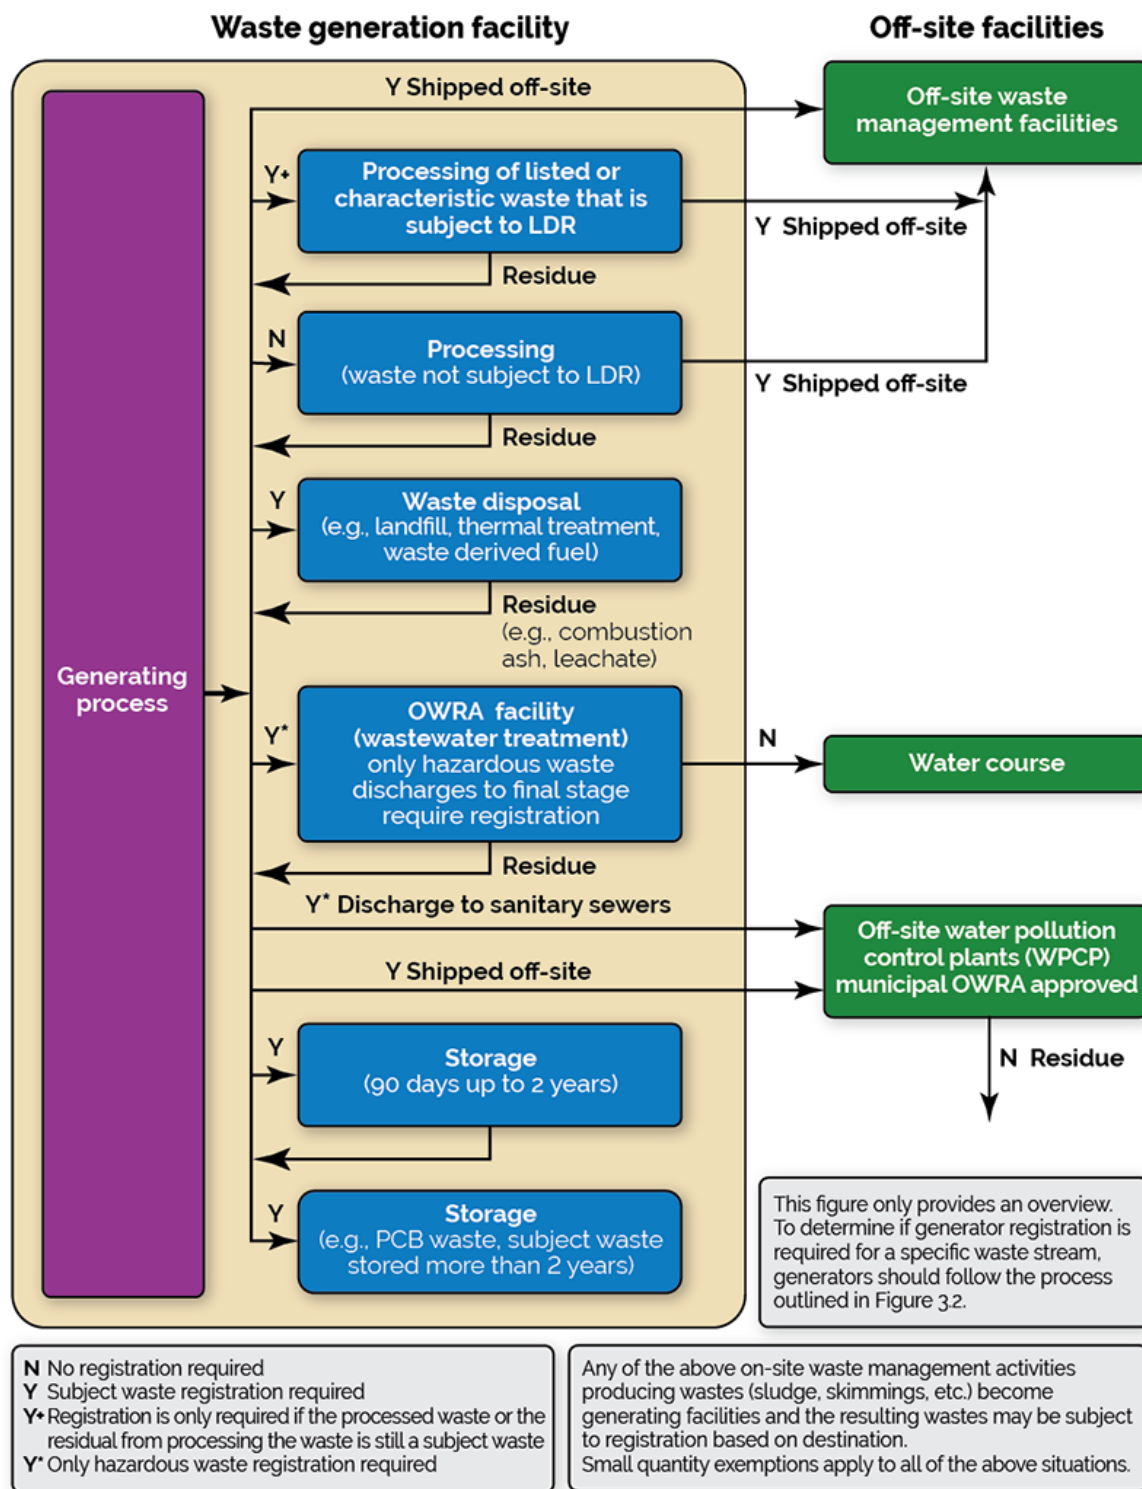 Waste generation facility
Off-site facilities
Y Shipped off-site
Off-site waste
management facilities
Generating
process
Y+
Processing of listed or
characteristic waste that is
subject to LDR
Y Shipped off-site
Residue
N
Processing
(waste not subject to LDR)
Y Shipped off-site
Residue
Y
Waste disposal
(e.g., landfill, thermal treatment,
waste derived fuel)
Residue
(e.g., combustion
ash, leachate)
Y*
OWRA facility
(wastewater treatment)
only hazardous waste
discharges to final stage
require registration
N
Water course
Residue
Y* Discharge to sanitary sewers
Off-site water pollution
control plants (WPCP)
municipal OWRA approved
Y Shipped off-site
N Residue
Y
Storage
(90 days up to 2 years)
Y
Storage
(e.g., PCB waste, subject waste
stored more than 2 years)
This figure only provides an overview.
To determine if generator registration is
required for a specific waste stream,
generators should follow the process
outlined in Figure 3.2.
N No registration required
Y Subject waste registration required
Y+ Registration is only required if the processed waste or the
residual from processing the waste is still a subject waste
Y* Only hazardous waste registration required
Any of the above on-site waste management activities
producing wastes (sludge, skimmings, etc.) become
generating facilities and the resulting wastes may be subject
to registration based on destination.
Small quantity exemptions apply to all of the above situations.